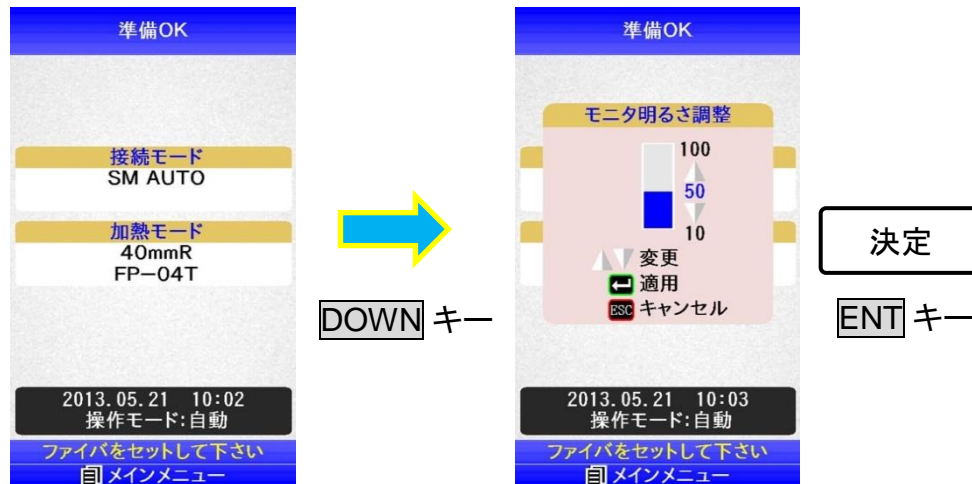 準備OK
接続モード
SM AUTO
加熱モード
40mmR
FP-04T
2013.05.21 10:02
操作モード:自動
ファイバをセットして下さい
メインメニュー
DOWN キー
準備OK
モニタ明るさ調整
100
50
10
変更
適用
ESC キャンセル
2013.05.21 10:03
操作モード:自動
ファイバをセットして下さい
メインメニュー
決定
ENT キー